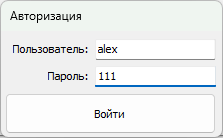 Авторизация
Пользователь: alex
Пароль: 111
Войти